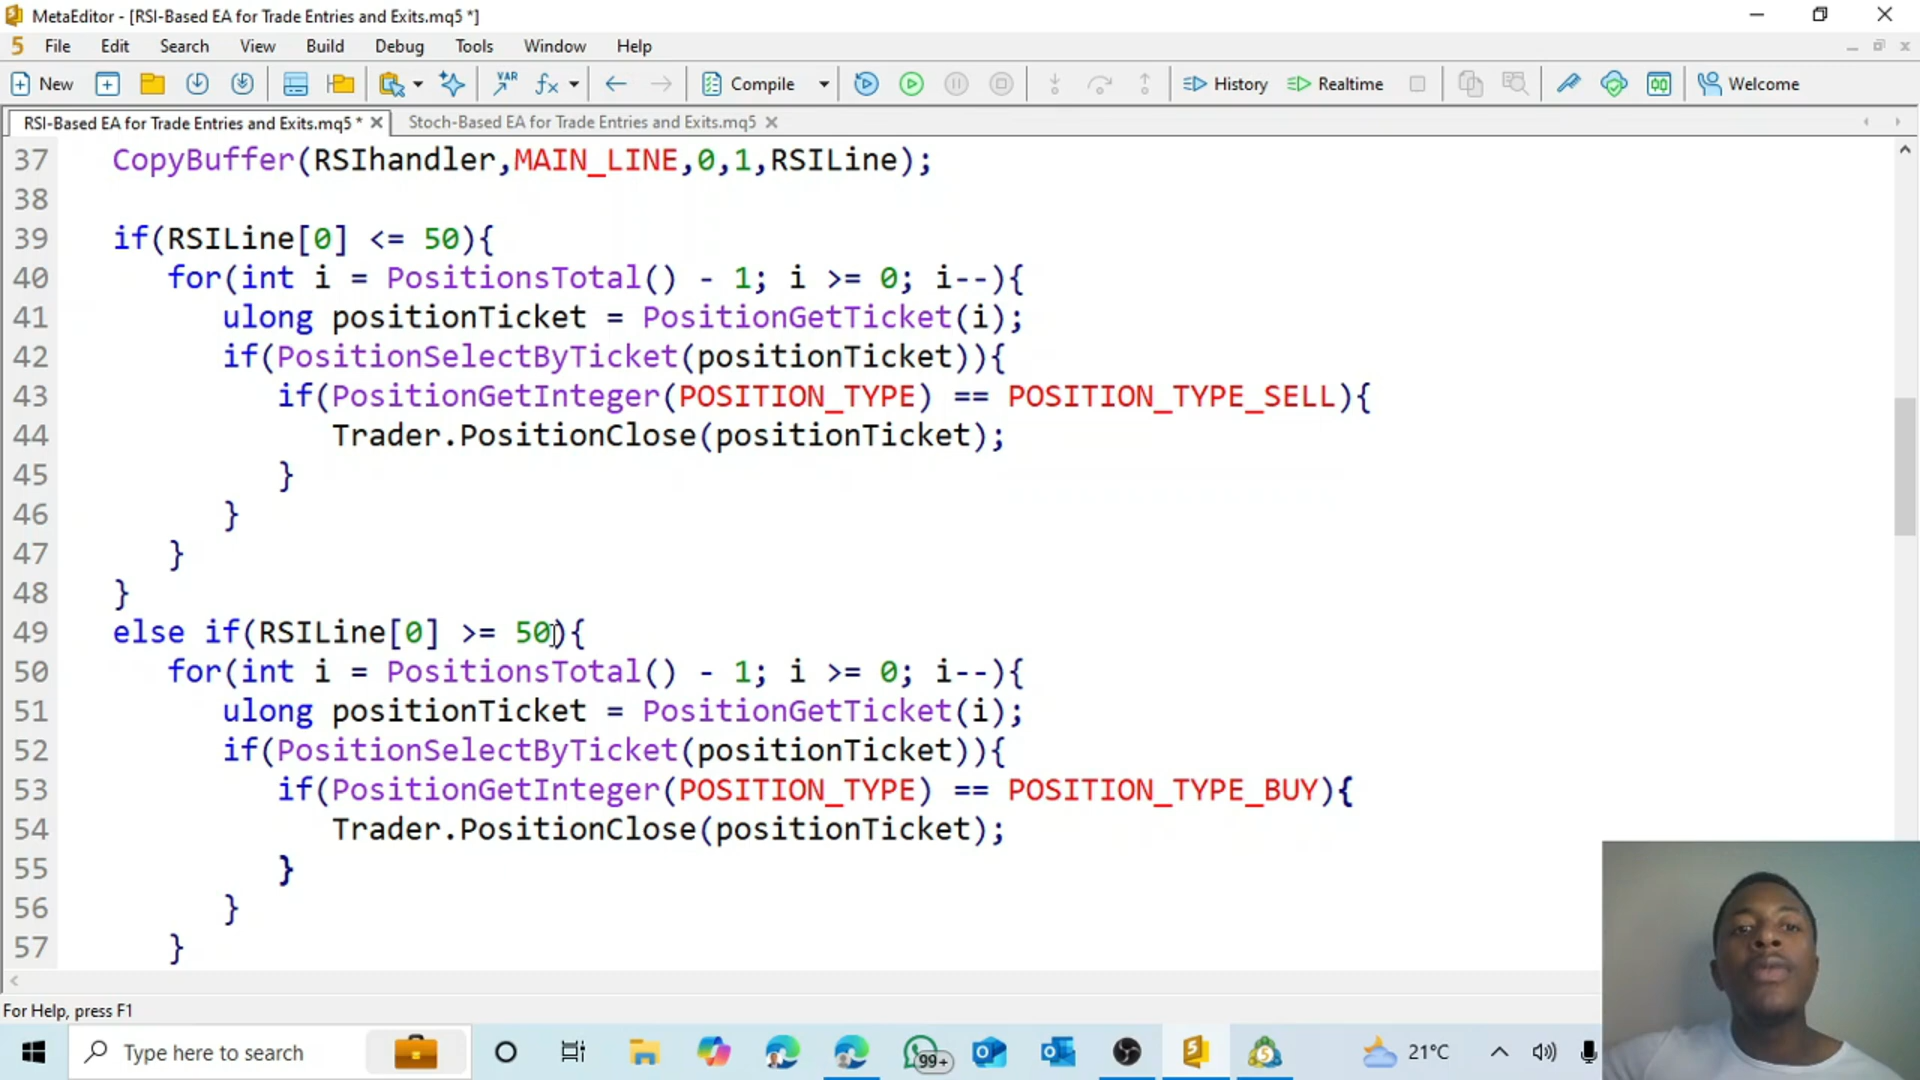 MetaEditor - [RSI-Based EA for Trade Entries and Exits.mq5 *]
5 File Edit Search View Build Debug Tools Window Help
New VAR fx Compile History Realtime Welcome
RSI-Based EA for Trade Entries and Exits.mq5 * Stoch-Based EA for Trade Entries and Exits.mq5
37 CopyBuffer(RSIhandler,MAIN_LINE,0,1,RSILine);
38
39 if(RSILine[0] <= 50){
40 for(int i = PositionsTotal() - 1; i >= 0; i--){
41 ulong positionTicket = PositionGetTicket(i);
42 if(PositionSelectByTicket(positionTicket)){
43 if(PositionGetInteger(POSITION_TYPE) == POSITION_TYPE_SELL){
44 Trader.PositionClose(positionTicket);
45 }
46 }
47 }
48 }
49 else if(RSILine[0] >= 50){
50 for(int i = PositionsTotal() - 1; i >= 0; i--){
51 ulong positionTicket = PositionGetTicket(i);
52 if(PositionSelectByTicket(positionTicket)){
53 if(PositionGetInteger(POSITION_TYPE) == POSITION_TYPE_BUY){
54 Trader.PositionClose(positionTicket);
55 }
56 }
57 }
For Help, press F1
Type here to search 99+ 21°C